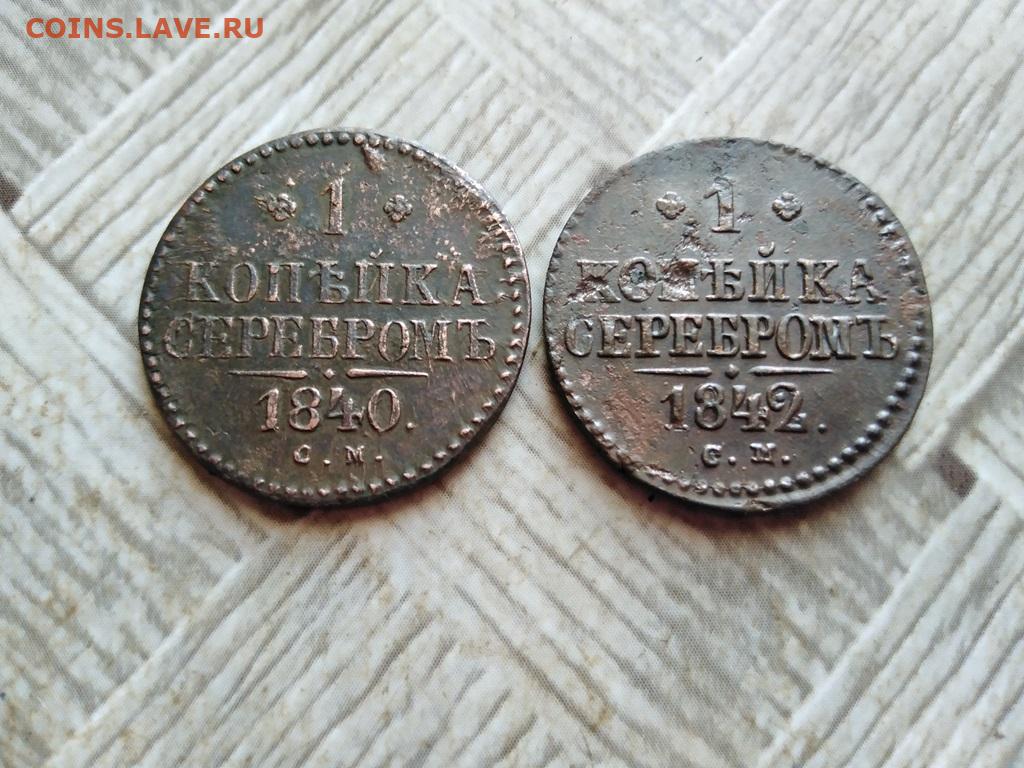 COINS.LAVE.RU
1
КОПѢЙКА
СЕРЕБРОМЪ
1840.
С. М.
1
КОПѢЙКА
СЕРЕБРОМЪ
1842.
С. М.